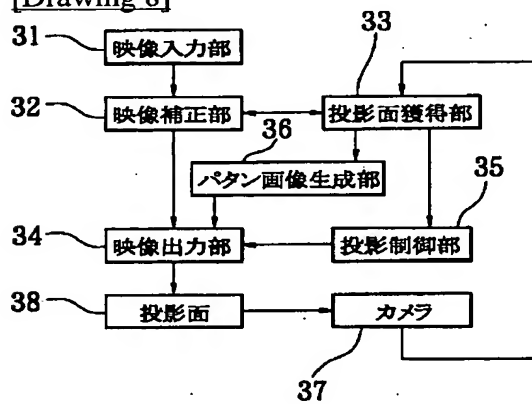 [Drawing 8]
31 映像入力部
33
32 映像補正部 投影面獲得部
36
パタン画像生成部
35
34 映像出力部 投影制御部
38 投影面 カメラ
37